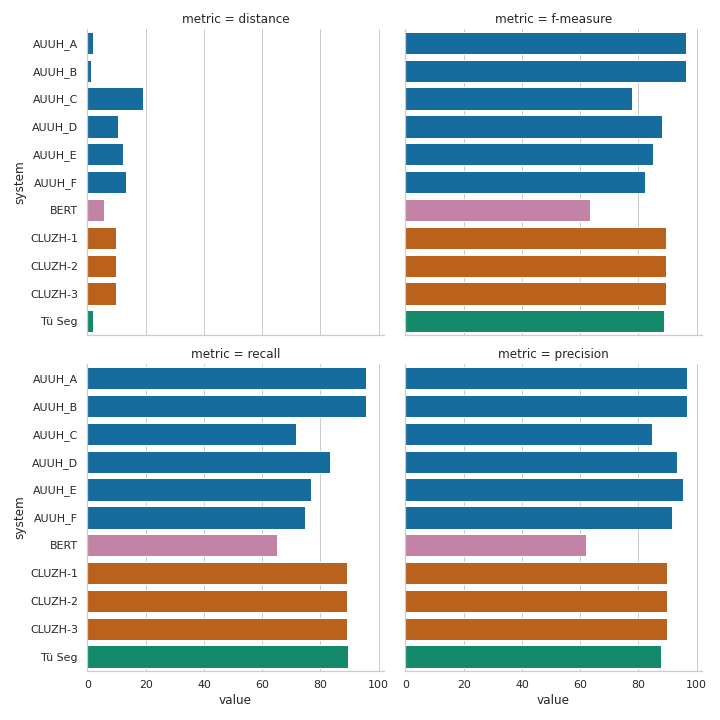 metric = distance
metric = f-measure
AUUH_A
AUUH_B
AUUH_C
AUUH_D
AUUH_E
AUUH_F
BERT
CLUZH-1
CLUZH-2
CLUZH-3
Tü Seg
system
metric = recall
metric = precision
AUUH_A
AUUH_B
AUUH_C
AUUH_D
AUUH_E
AUUH_F
BERT
CLUZH-1
CLUZH-2
CLUZH-3
Tü Seg
system
0 20 40 60 80 100
0 20 40 60 80 100
value
value